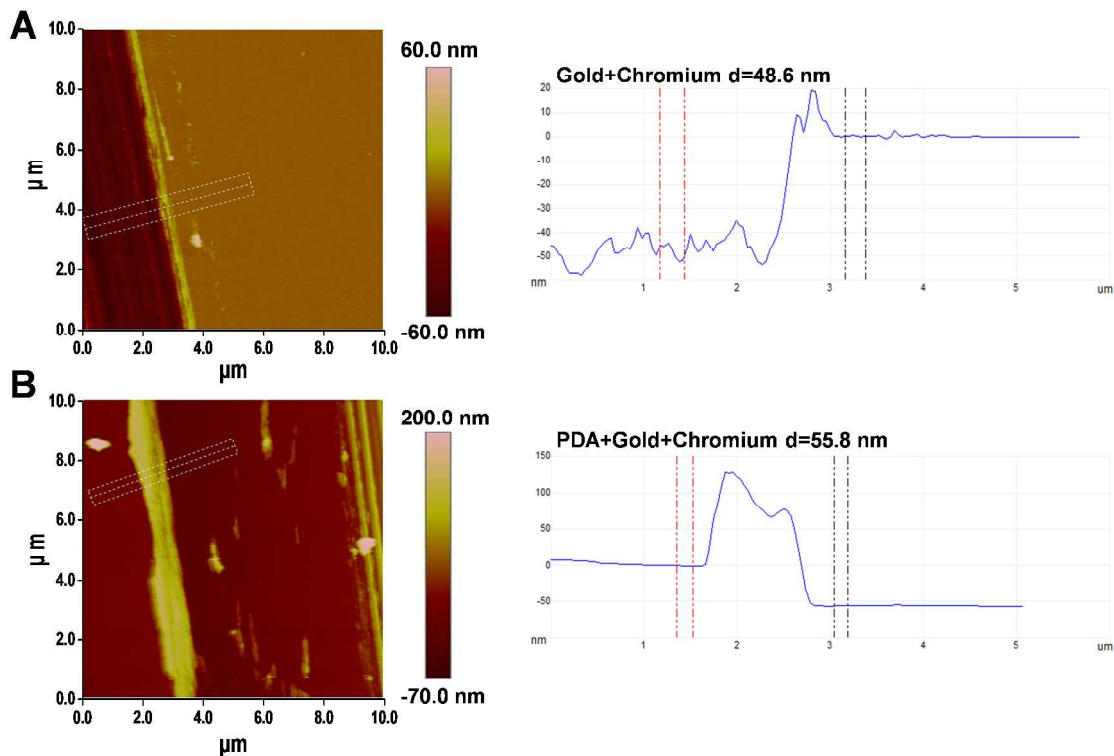 A
10.0
8.0
6.0
4.0
2.0
0.0
µm
0.0 2.0 4.0 6.0 8.0 10.0
µm
60.0 nm
-60.0 nm
Gold+Chromium d=48.6 nm
20
10
0
-10
-20
-30
-40
-50
nm
1 2 3 4 5 um
B
10.0
8.0
6.0
4.0
2.0
0.0
µm
0.0 2.0 4.0 6.0 8.0 10.0
µm
200.0 nm
-70.0 nm
PDA+Gold+Chromium d=55.8 nm
150
100
50
0
-50
nm
1 2 3 4 5 um